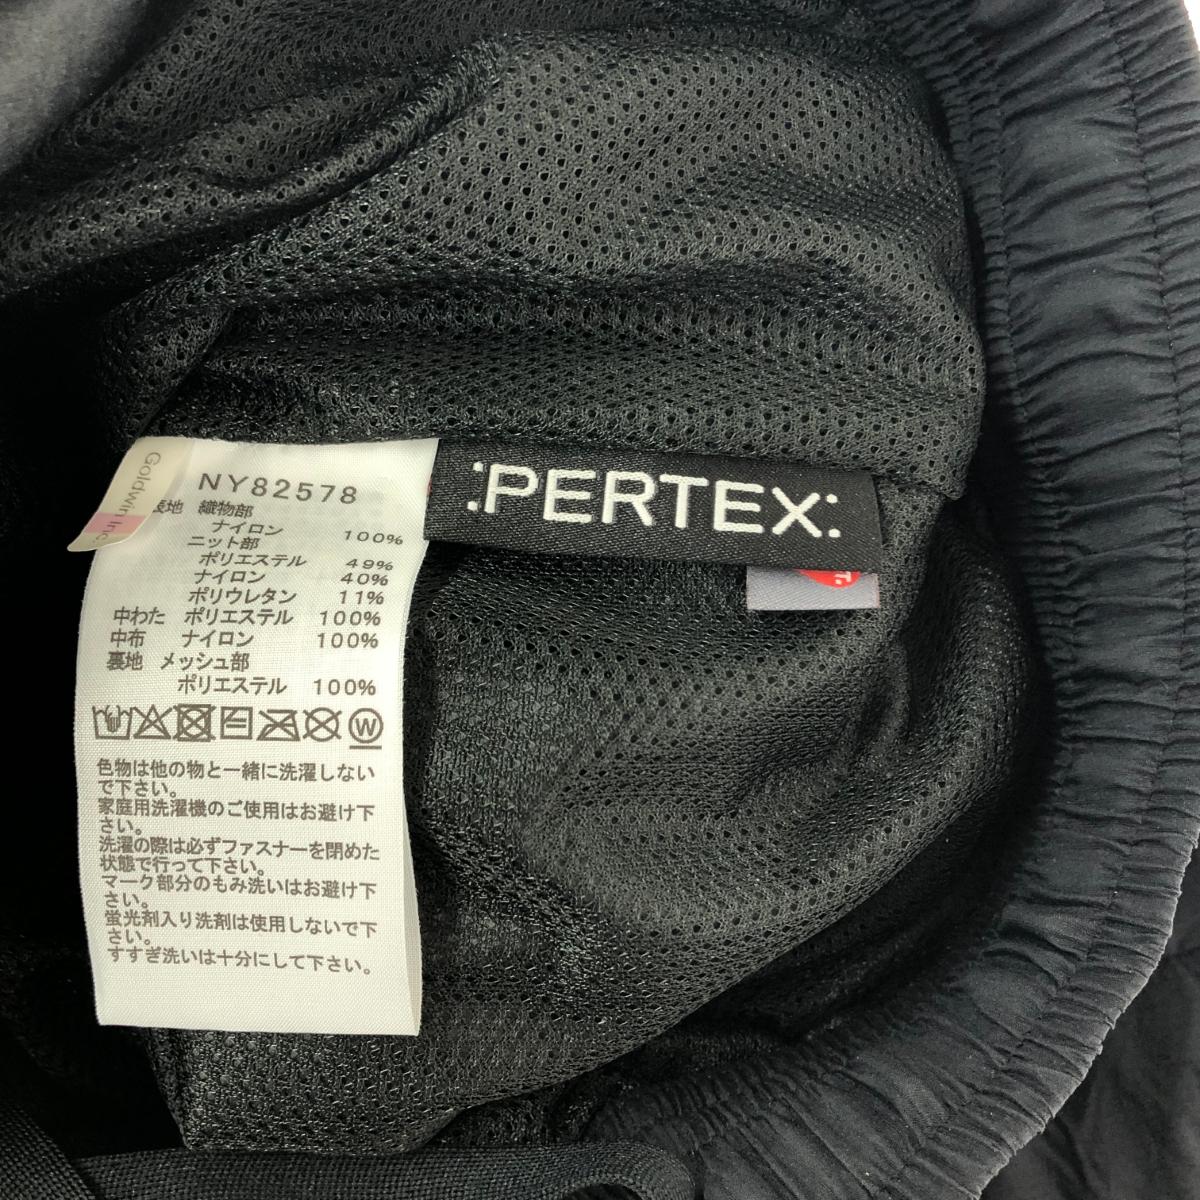 Goldwin Inc.
NY82578
表地 織物部
ナイロン 100%
ニット部
ポリエステル 49%
ナイロン 40%
ポリウレタン 11%
中わた ポリエステル 100%
中布 ナイロン 100%
裏地 メッシュ部
ポリエステル 100%
W
色物は他の物と一緒に洗濯しない
で下さい。
家庭用洗濯機のご使用はお避け下
さい。
洗濯の際は必ずファスナーを閉めた
状態で行って下さい。
マーク部分のもみ洗いはお避け下
さい。
蛍光剤入り洗剤は使用しないで下
さい。
すすぎ洗いは十分にして下さい。
:PERTEX:
T.